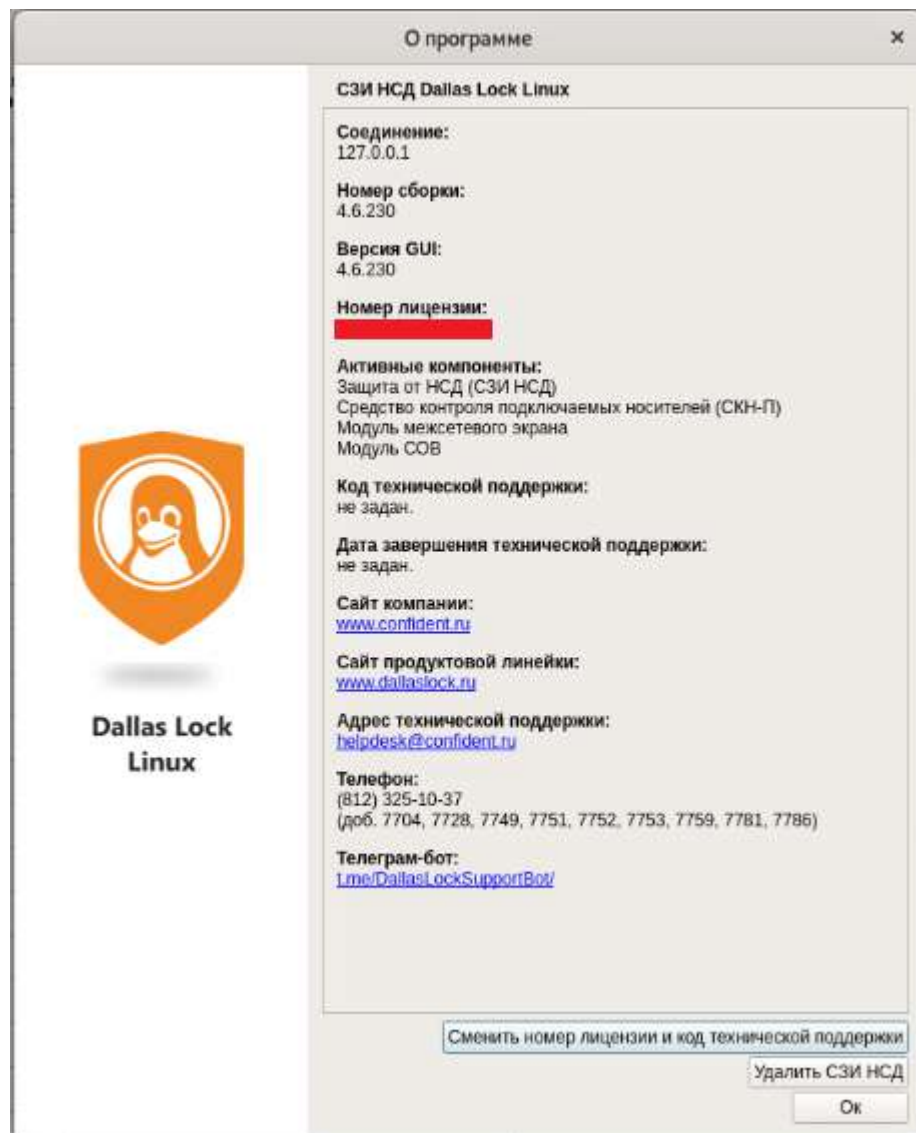 О программе
×
СЗИ НСД Dallas Lock Linux
Соединение:
127.0.0.1
Номер сборки:
4.6.230
Версия GUI:
4.6.230
Номер лицензии:
Активные компоненты:
Защита от НСД (СЗИ НСД)
Средство контроля подключаемых носителей (СКН-П)
Модуль межсетевого экрана
Модуль СОВ
Код технической поддержки:
не задан.
Дата завершения технической поддержки:
не задан.
Сайт компании:
www.confident.ru
Сайт продуктовой линейки:
www.dallaslock.ru
Адрес технической поддержки:
helpdesk@confident.ru
Телефон:
(812) 325-10-37
(доб. 7704, 7728, 7749, 7751, 7752, 7753, 7759, 7781, 7786)
Телеграм-бот:
t.me/DallasLockSupportBot/
Dallas Lock
Linux
Сменить номер лицензии и код технической поддержки
Удалить СЗИ НСД
Ок